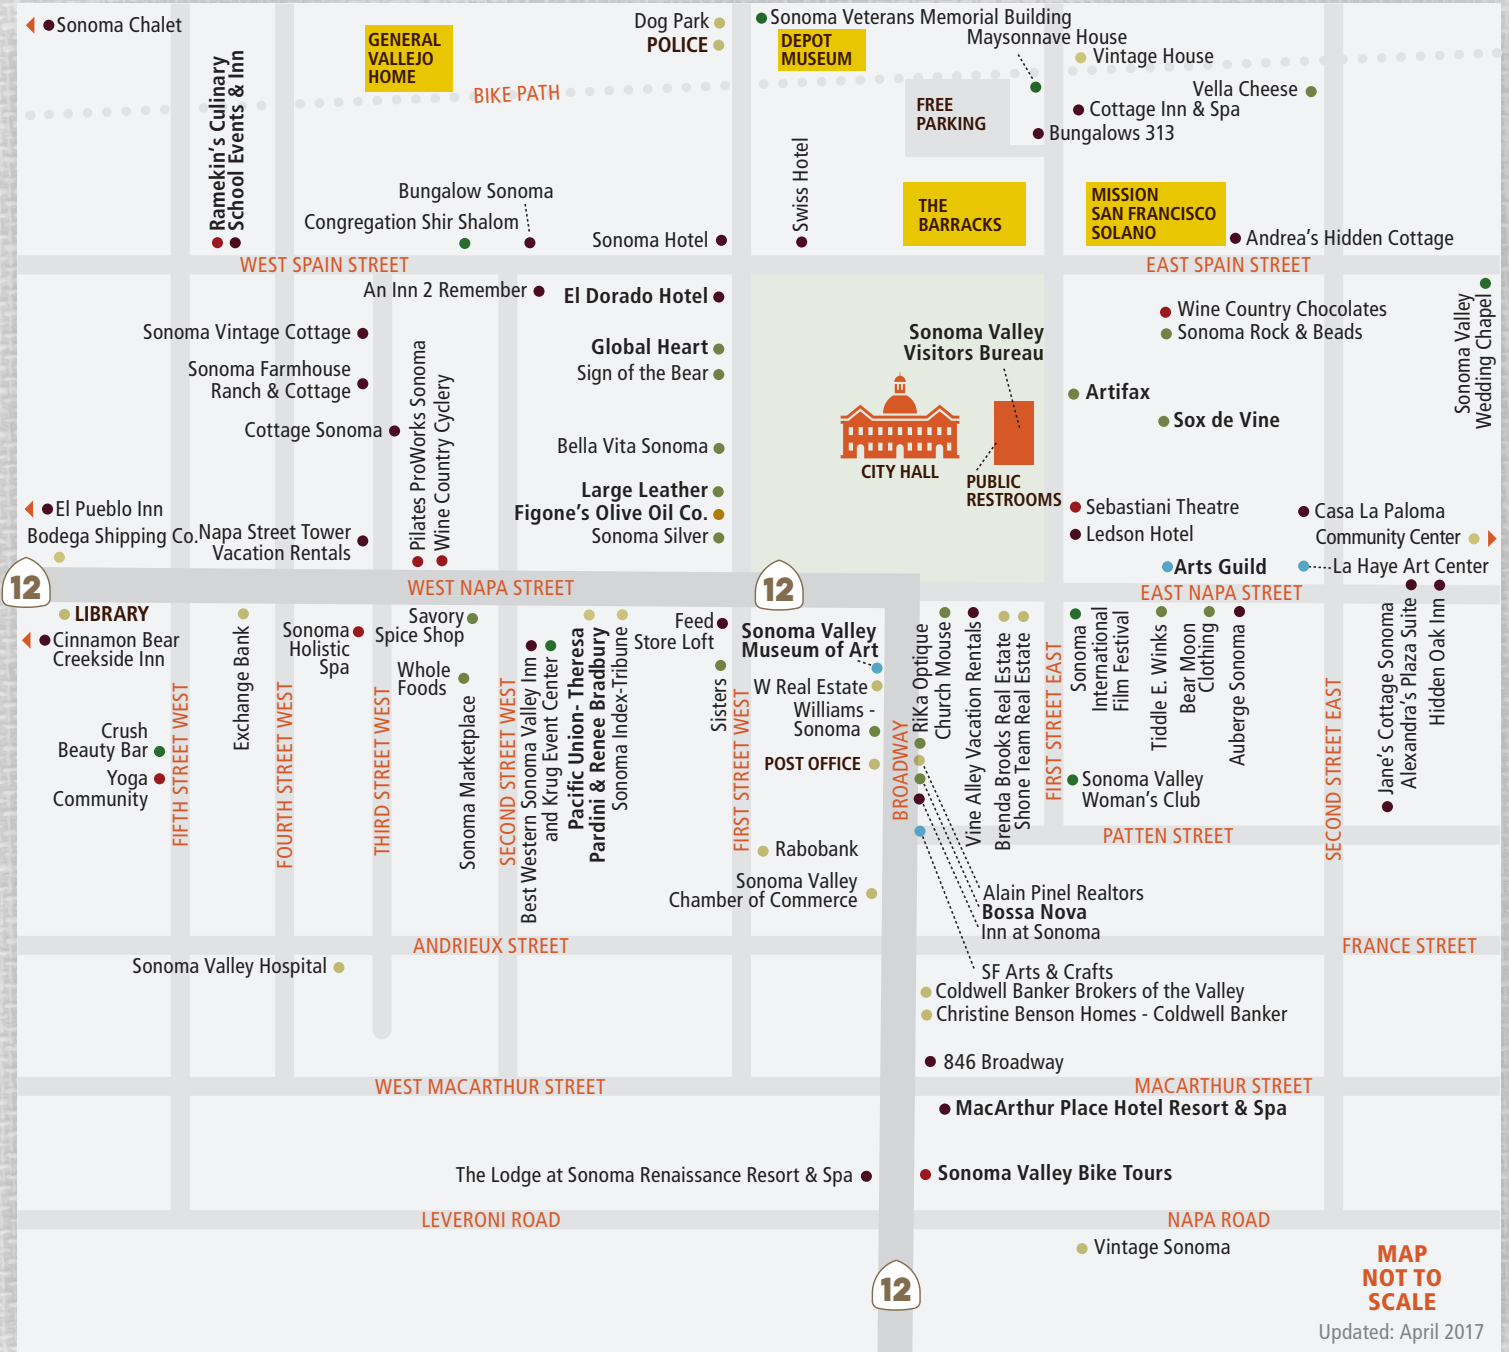 Sonoma Chalet
Ramekin's Culinary
School Events & Inn
GENERAL
VALLEJO
HOME
BIKE PATH
Dog Park
POLICE
Sonoma Veterans Memorial Building
DEPOT
MUSEUM
Maysonnave House
Vintage House
Vella Cheese
FREE
PARKING
Cottage Inn & Spa
Bungalows 313
Bungalow Sonoma
Congregation Shir Shalom
Sonoma Hotel
Swiss Hotel
THE
BARRACKS
MISSION
SAN FRANCISCO
SOLANO
Andrea's Hidden Cottage
WEST SPAIN STREET
EAST SPAIN STREET
An Inn 2 Remember
El Dorado Hotel
Sonoma Vintage Cottage
Sonoma Farmhouse
Ranch & Cottage
Cottage Sonoma
Pilates ProWorks Sonoma
Wine Country Cyclery
Global Heart
Sign of the Bear
Bella Vita Sonoma
Large Leather
Figone's Olive Oil Co.
Sonoma Silver
Sonoma Valley
Visitors Bureau
CITY HALL
PUBLIC
RESTROOMS
Wine Country Chocolates
Sonoma Rock & Beads
Sonoma Valley
Wedding Chapel
Artifax
Sox de Vine
Sebastiani Theatre
Ledson Hotel
Casa La Paloma
Community Center
Arts Guild
La Haye Art Center
El Pueblo Inn
Bodega Shipping Co.
Napa Street Tower
Vacation Rentals
12
WEST NAPA STREET
12
EAST NAPA STREET
LIBRARY
Cinnamon Bear
Creekside Inn
Exchange Bank
Sonoma
Holistic
Spa
Savory
Spice Shop
Whole
Foods
Sonoma Marketplace
Best Western Sonoma Valley Inn
and Krug Event Center
Pacific Union- Theresa
Pardini & Renee Bradbury
Sonoma Index-Tribune
Feed
Store Loft
Sisters
Sonoma Valley
Museum of Art
W Real Estate
Williams -
Sonoma
POST OFFICE
RiKa Optique
Church Mouse
Vine Alley Vacation Rentals
Brenda Brooks Real Estate
Shone Team Real Estate
Sonoma
International
Film Festival
Tiddle E. Winks
Bear Moon
Clothing
Auberge Sonoma
Jane's Cottage Sonoma
Alexandra's Plaza Suite
Hidden Oak Inn
Crush
Beauty Bar
Yoga
Community
FIFTH STREET WEST
FOURTH STREET WEST
THIRD STREET WEST
SECOND STREET WEST
FIRST STREET WEST
BROADWAY
FIRST STREET EAST
SECOND STREET EAST
Sonoma Valley
Woman's Club
PATTEN STREET
Rabobank
Sonoma Valley
Chamber of Commerce
Alain Pinel Realtors
Bossa Nova
Inn at Sonoma
SF Arts & Crafts
ANDRIEUX STREET
FRANCE STREET
Sonoma Valley Hospital
Coldwell Banker Brokers of the Valley
Christine Benson Homes - Coldwell Banker
846 Broadway
WEST MACARTHUR STREET
MACARTHUR STREET
MacArthur Place Hotel Resort & Spa
The Lodge at Sonoma Renaissance Resort & Spa
Sonoma Valley Bike Tours
LEVERONI ROAD
NAPA ROAD
Vintage Sonoma
12
MAP
NOT TO
SCALE
Updated: April 2017